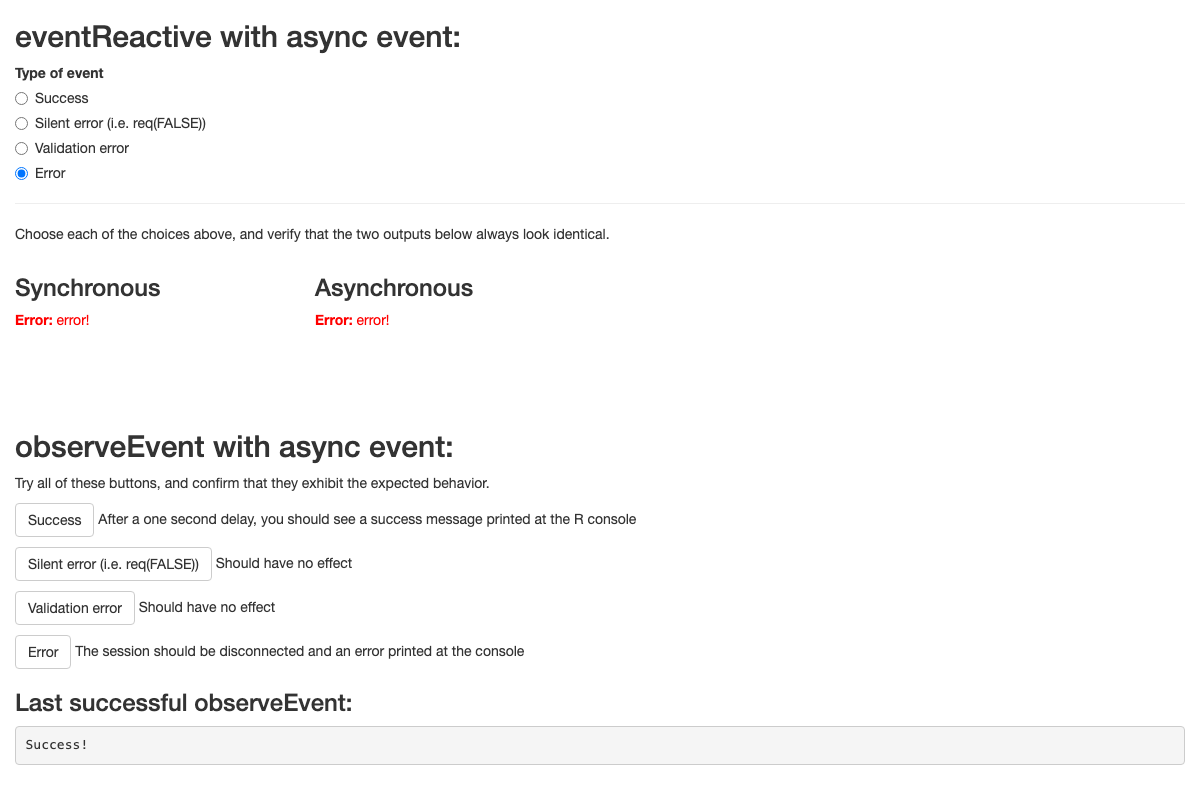 eventReactive with async event:
Type of event
Success
Silent error (i.e. req(FALSE))
Validation error
Error
Choose each of the choices above, and verify that the two outputs below always look identical.
Synchronous
Asynchronous
Error: error!
Error: error!
observeEvent with async event:
Try all of these buttons, and confirm that they exhibit the expected behavior.
Success After a one second delay, you should see a success message printed at the R console
Silent error (i.e. req(FALSE)) Should have no effect
Validation error Should have no effect
Error The session should be disconnected and an error printed at the console
Last successful observeEvent:
Success!